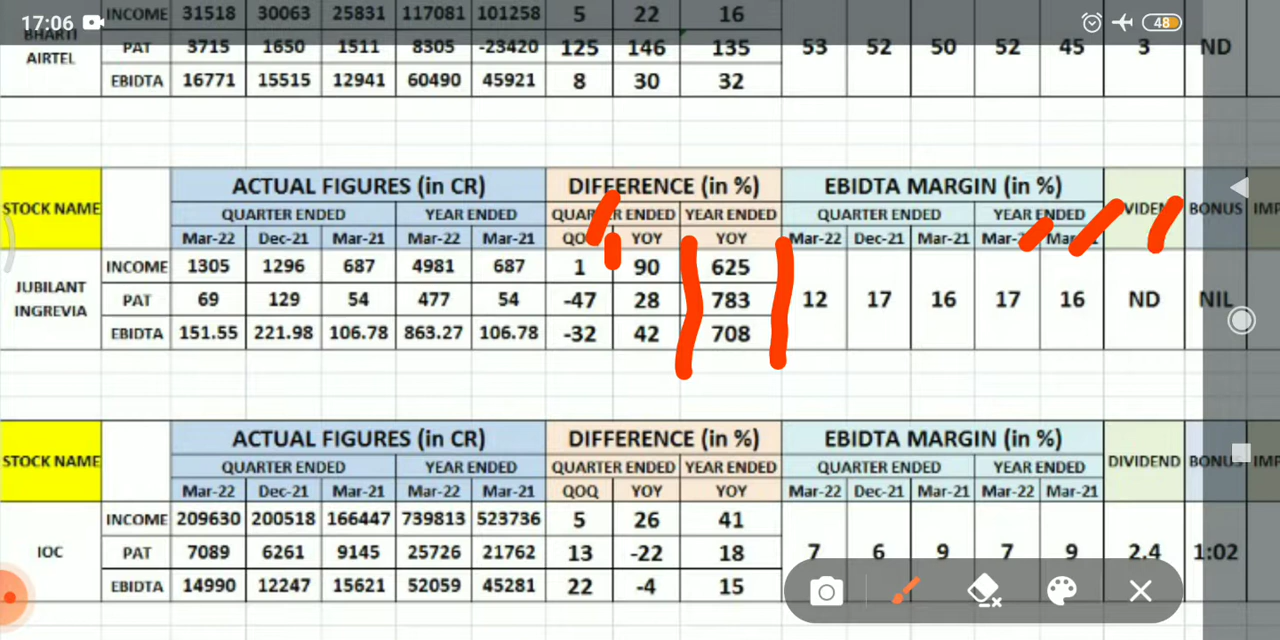 17:06 48
INCOME 31518 30063 25831 117081 101258 5 22 16
BHARTI AIRTEL PAT 3715 1650 1511 8305 -23420 125 146 135 53 52 50 52 45 3 ND
EBIDTA 16771 15515 12941 60490 45921 8 30 32
STOCK NAME ACTUAL FIGURES (in CR) DIFFERENCE (in %) EBIDTA MARGIN (in %) BONUS
QUARTER ENDED YEAR ENDED ENDED YEAR ENDED QUARTER ENDED YEAR ENDED
Mar-22 Dec-21 Mar-21 Mar-22 Mar-21 YOY YOY Mar-22 Dec-21 Mar-21
INCOME 1305 1296 687 4981 687 1 90 625
JUBILANT INGREVIA PAT 69 129 54 477 54 -47 28 783 12 17 16 17 16 ND NIL
EBIDTA 151.55 221.98 106.78 863.27 106.78 -32 42 708
STOCK NAME ACTUAL FIGURES (in CR) DIFFERENCE (in %) EBIDTA MARGIN (in %) DIVIDEND BONUS
QUARTER ENDED YEAR ENDED QUARTER ENDED YEAR ENDED QUARTER ENDED YEAR ENDED
Mar-22 Dec-21 Mar-21 Mar-22 Mar-21 QOQ YOY YOY Mar-22 Dec-21 Mar-21 Mar-22 Mar-21
INCOME 209630 200518 166447 739813 523736 5 26 41
IOC PAT 7089 6261 9145 25726 21762 13 -22 18 7 6 9 7 9 2.4 1:02
EBIDTA 14990 12247 15621 52059 45281 22 -4 15